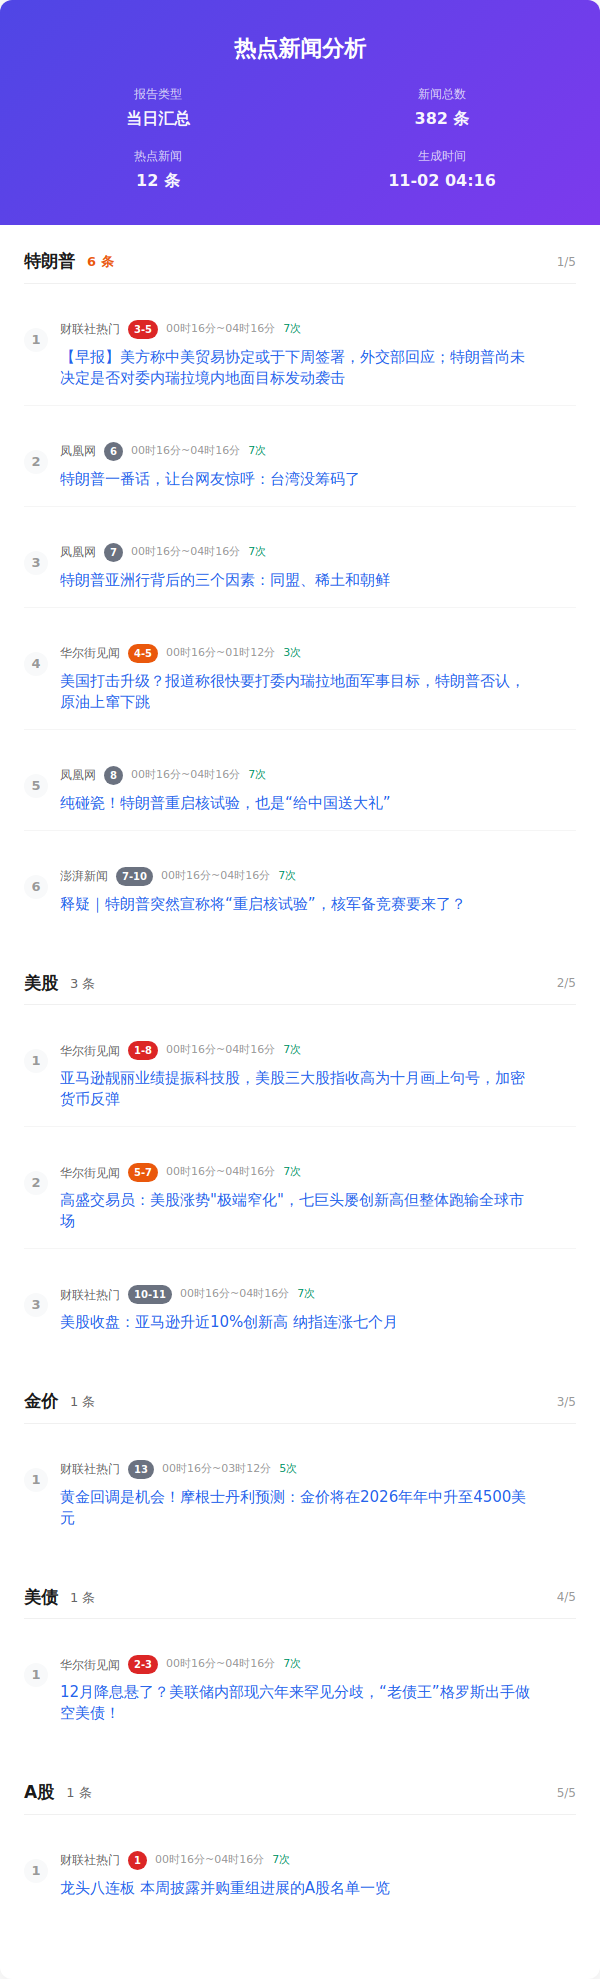 热点新闻分析
报告类型
当日汇总
新闻总数
382 条
热点新闻
12 条
生成时间
11-02 04:16
特朗普 6 条 1/5
1 财联社热门 3-5 00时16分~04时16分 7次
【早报】美方称中美贸易协定或于下周签署，外交部回应；特朗普尚未
决定是否对委内瑞拉境内地面目标发动袭击
2 凤凰网 6 00时16分~04时16分 7次
特朗普一番话，让台网友惊呼：台湾没筹码了
3 凤凰网 7 00时16分~04时16分 7次
特朗普亚洲行背后的三个因素：同盟、稀土和朝鲜
4 华尔街见闻 4-5 00时16分~01时12分 3次
美国打击升级？报道称很快要打委内瑞拉地面军事目标，特朗普否认，
原油上窜下跳
5 凤凰网 8 00时16分~04时16分 7次
纯碰瓷！特朗普重启核试验，也是“给中国送大礼”
6 澎湃新闻 7-10 00时16分~04时16分 7次
释疑｜特朗普突然宣称将“重启核试验”，核军备竞赛要来了？
美股 3 条 2/5
1 华尔街见闻 1-8 00时16分~04时16分 7次
亚马逊靓丽业绩提振科技股，美股三大股指收高为十月画上句号，加密
货币反弹
2 华尔街见闻 5-7 00时16分~04时16分 7次
高盛交易员：美股涨势"极端窄化"，七巨头屡创新高但整体跑输全球市
场
3 财联社热门 10-11 00时16分~04时16分 7次
美股收盘：亚马逊升近10%创新高 纳指连涨七个月
金价 1 条 3/5
1 财联社热门 13 00时16分~03时12分 5次
黄金回调是机会！摩根士丹利预测：金价将在2026年年中升至4500美
元
美债 1 条 4/5
1 华尔街见闻 2-3 00时16分~04时16分 7次
12月降息悬了？美联储内部现六年来罕见分歧，“老债王”格罗斯出手做
空美债！
A股 1 条 5/5
1 财联社热门 1 00时16分~04时16分 7次
龙头八连板 本周披露并购重组进展的A股名单一览